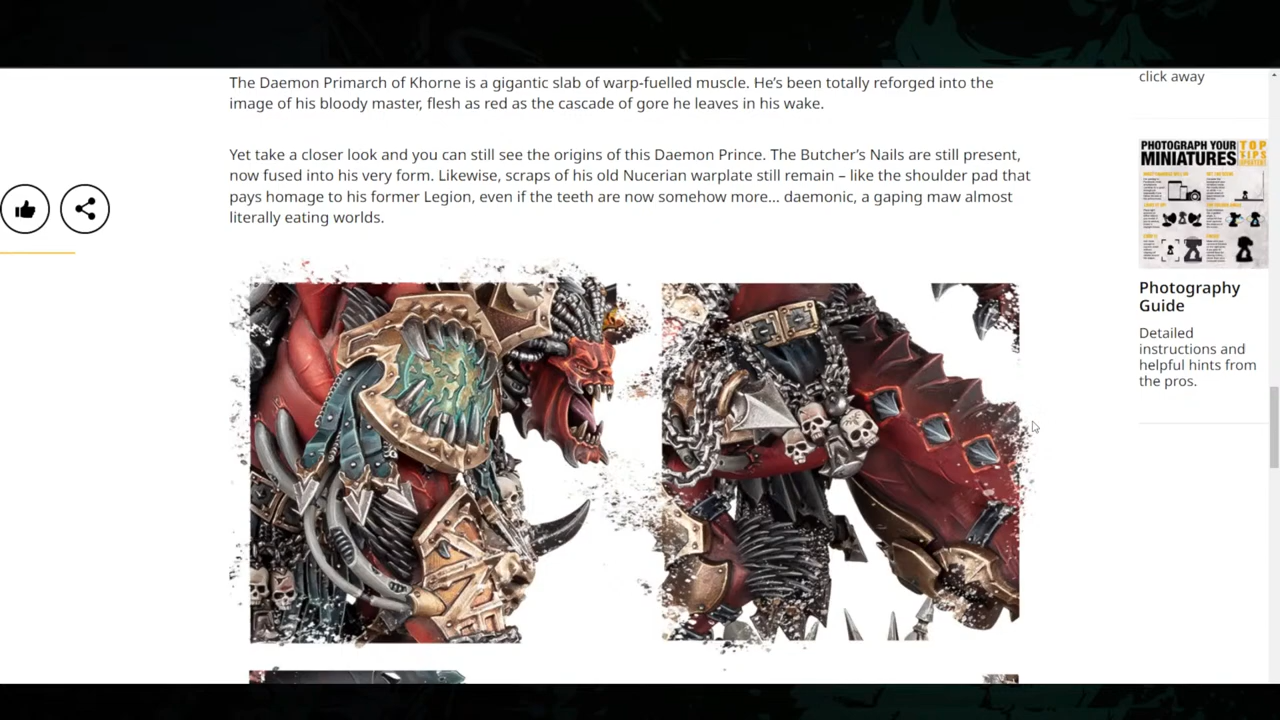 The Daemon Primarch of Khorne is a gigantic slab of warp-fuelled muscle. He's been totally reforged into the
image of his bloody master, flesh as red as the cascade of gore he leaves in his wake.
Yet take a closer look and you can still see the origins of this Daemon Prince. The Butcher's Nails are still present,
now fused into his very form. Likewise, scraps of his old Nucerian warplate still remain – like the shoulder pad that
pays homage to his former Legion, even if the teeth are now somehow more... daemonic, a gaping maw almost
literally eating worlds.
click away
PHOTOGRAPH YOUR
MINIATURES
TOP
TIPS
Photography
Guide
Detailed
instructions and
helpful hints from
the pros.